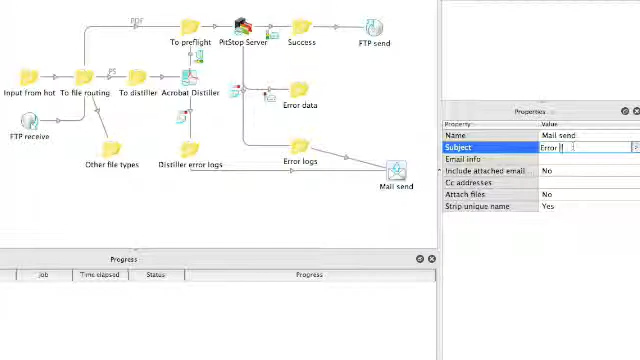 PDF
To preflight
PitStop Server
Success
FTP send
PS
Input from hot
To file routing
To distiller
Acrobat Distiller
Error data
FTP receive
Other file types
Distiller error logs
Error logs
Mail send
Progress
Job
Time elapsed
Status
Progress
Properties
Property
Value
Name
Mail send
Subject
Error
Email info
Include attached email...
No
Cc addresses
Attach files
No
Strip unique name
Yes